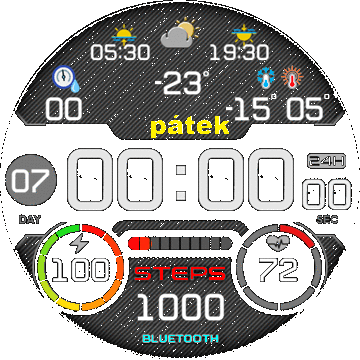 05:30 19:30
-23°
00 -15° 05°
pátek
07 00:00 24H
00
DAY SEC
100 STEPS 72
1000
BLUETOOTH